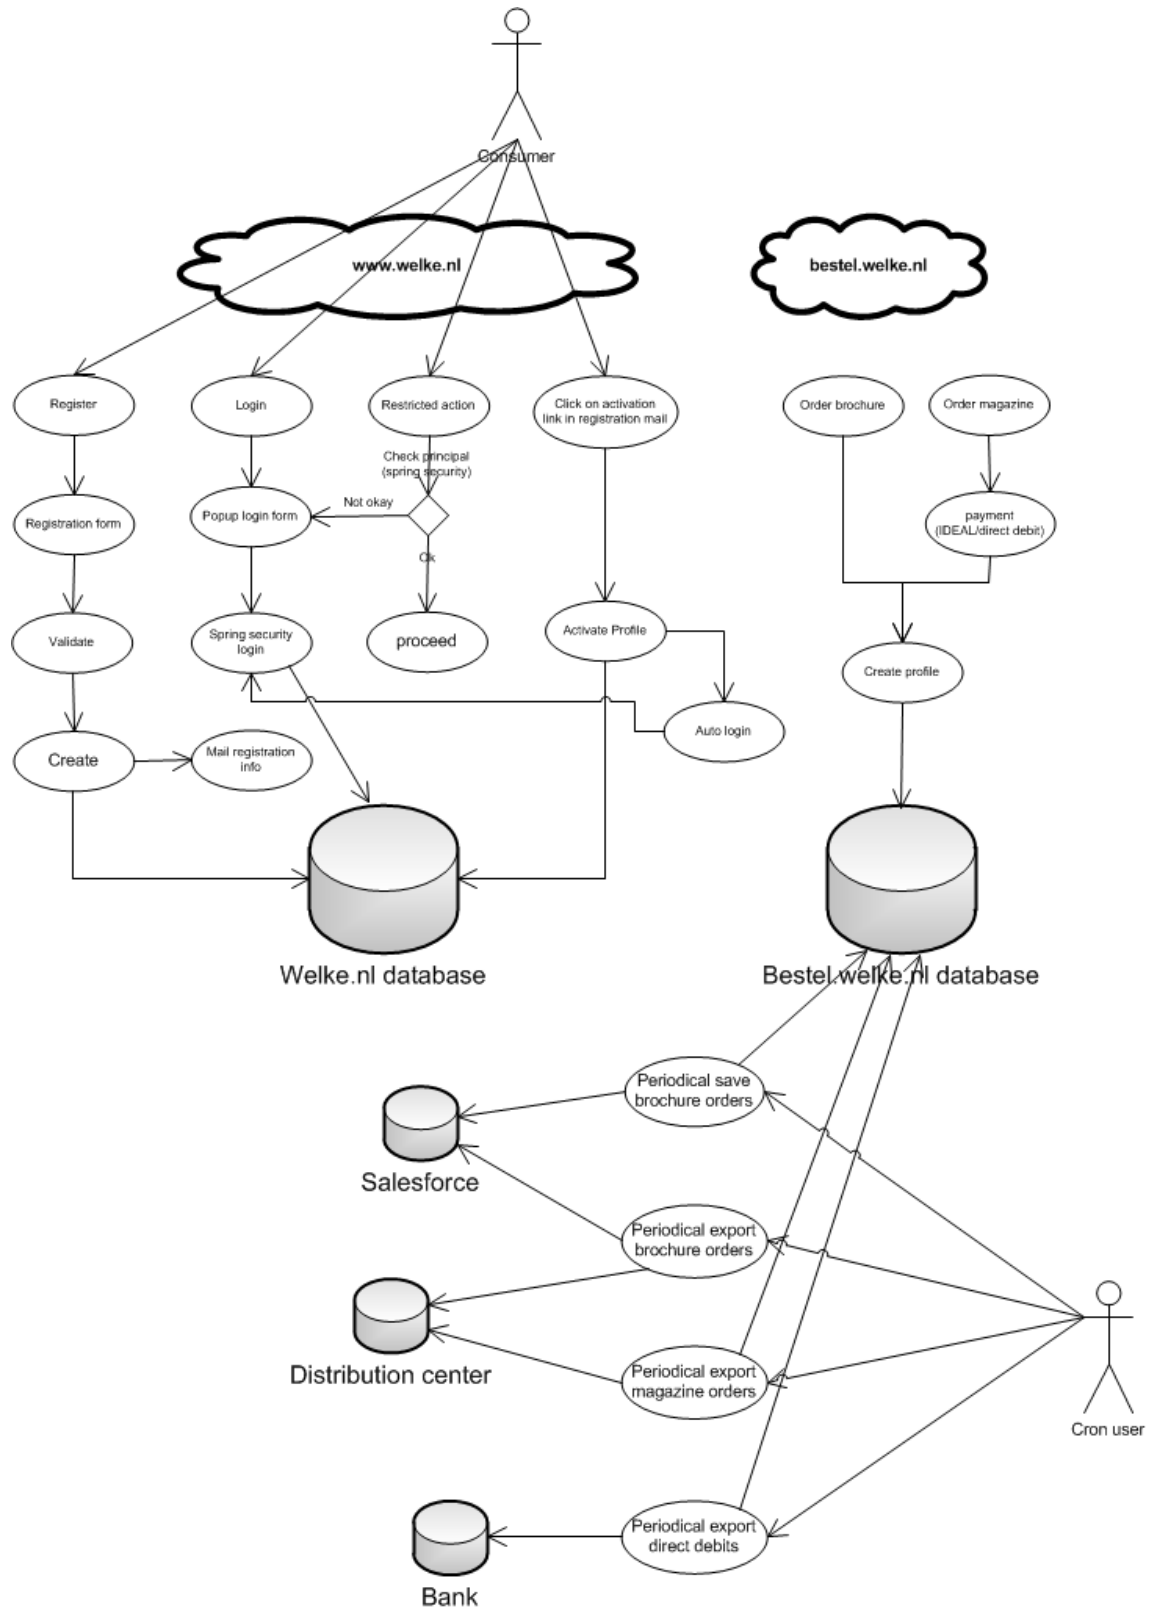 Consumer
www.welke.nl
bestel.welke.nl
Register
Login
Restricted action
Click on activation
link in registration mail
Order brochure
Order magazine
Check principal
(spring security)
Not okay
Registration form
Popup login form
payment
(IDEAL/direct debit)
Ok
Validate
Spring security
login
proceed
Activate Profile
Create profile
Create
Mail registration
info
Auto login
Welke.nl database
Bestel.welke.nl database
Periodical save
brochure orders
Salesforce
Periodical export
brochure orders
Distribution center
Periodical export
magazine orders
Cron user
Periodical export
direct debits
Bank